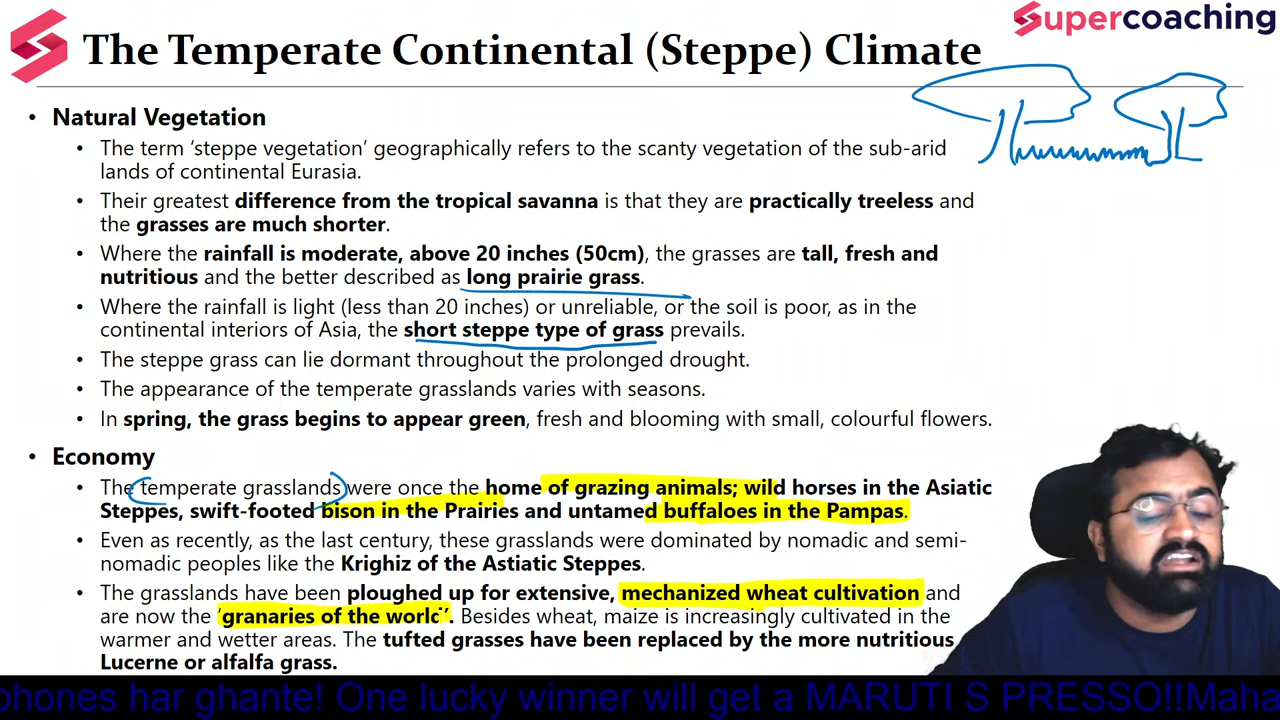 The Temperate Continental (Steppe) Climate
Supercoaching
• Natural Vegetation
• The term ‘steppe vegetation’ geographically refers to the scanty vegetation of the sub-arid
lands of continental Eurasia.
• Their greatest difference from the tropical savanna is that they are practically treeless and
the grasses are much shorter.
• Where the rainfall is moderate, above 20 inches (50cm), the grasses are tall, fresh and
nutritious and the better described as long prairie grass.
• Where the rainfall is light (less than 20 inches) or unreliable, or the soil is poor, as in the
continental interiors of Asia, the short steppe type of grass prevails.
• The steppe grass can lie dormant throughout the prolonged drought.
• The appearance of the temperate grasslands varies with seasons.
• In spring, the grass begins to appear green, fresh and blooming with small, colourful flowers.
• Economy
• The temperate grasslands were once the home of grazing animals; wild horses in the Asiatic
Steppes, swift-footed bison in the Prairies and untamed buffaloes in the Pampas.
• Even as recently, as the last century, these grasslands were dominated by nomadic and semi-
nomadic peoples like the Krighiz of the Astiatic Steppes.
• The grasslands have been ploughed up for extensive, mechanized wheat cultivation and
are now the ‘granaries of the world’’. Besides wheat, maize is increasingly cultivated in the
warmer and wetter areas. The tufted grasses have been replaced by the more nutritious
Lucerne or alfalfa grass.
phones har ghante! One lucky winner will get a MARUTI S PRESSO!!Maha